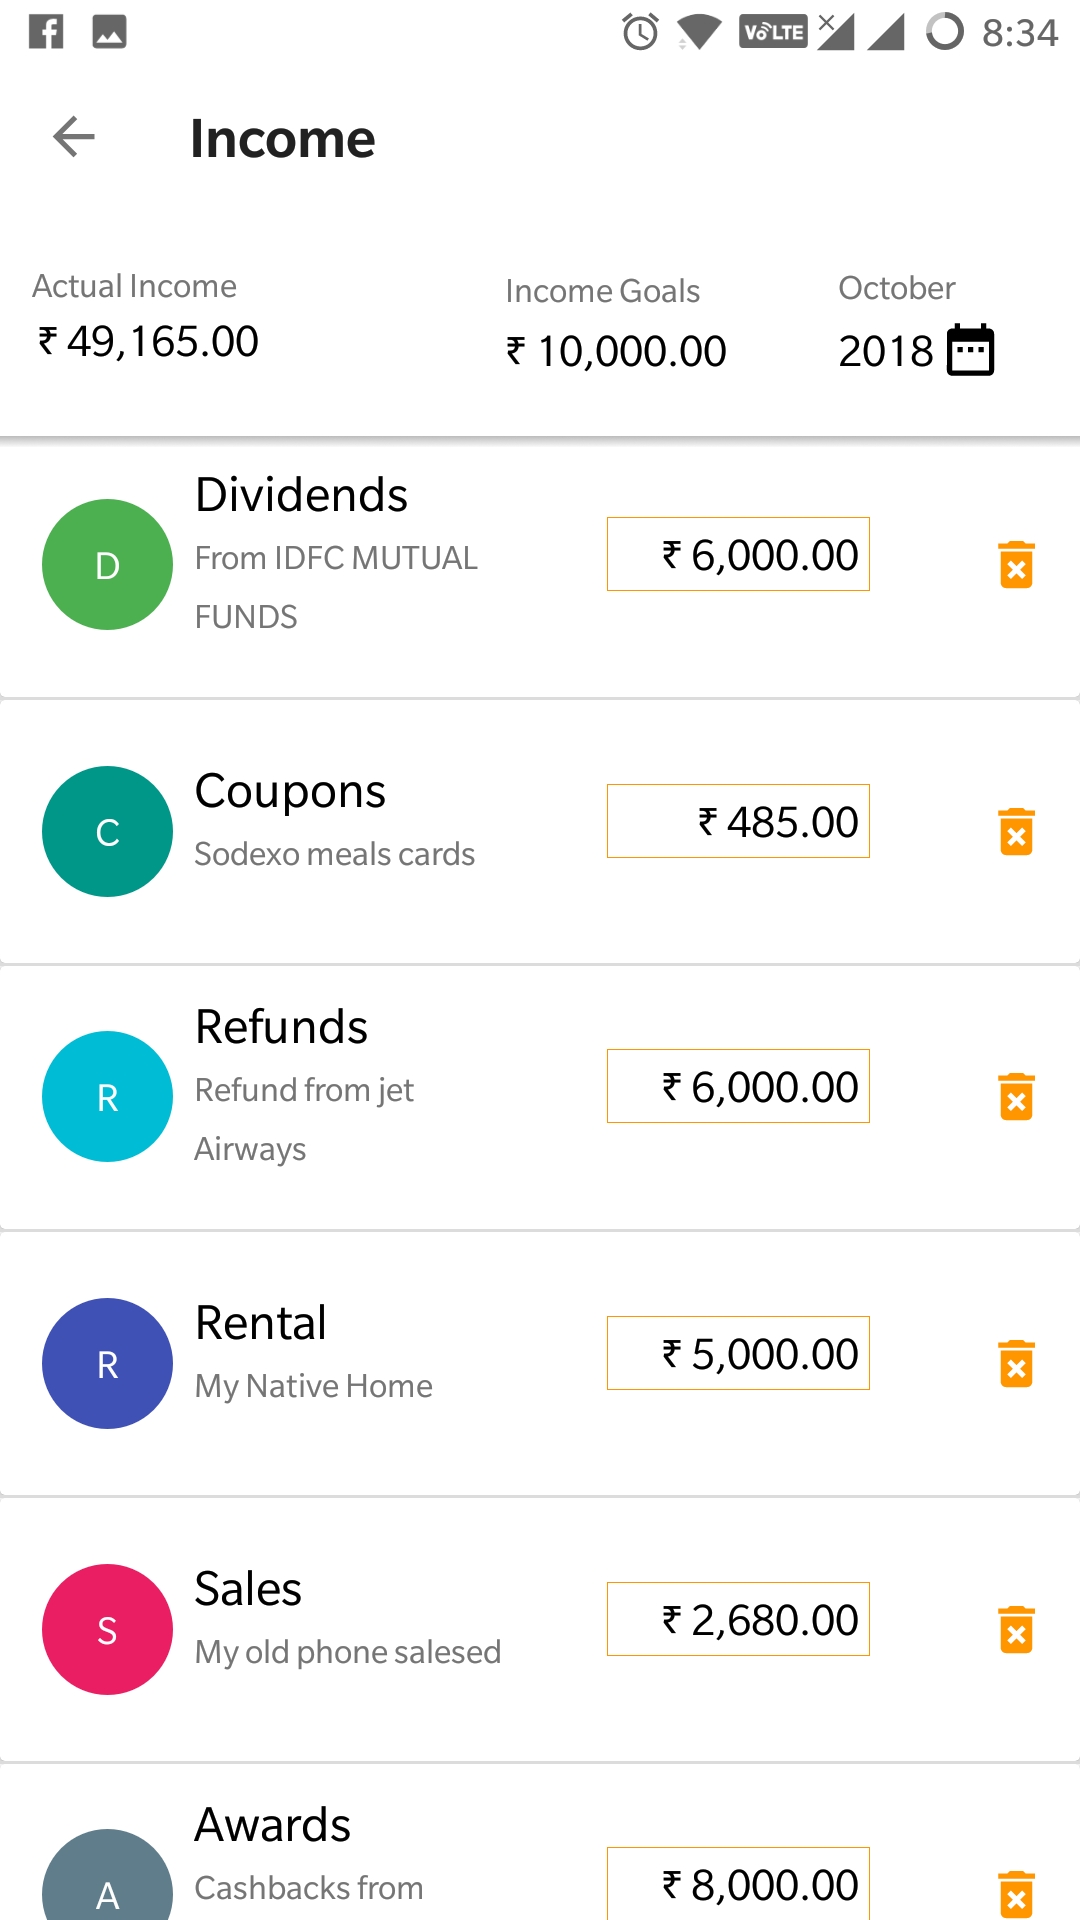 VoLTE 8:34
Income
Actual Income Income Goals October
₹ 49,165.00 ₹ 10,000.00 2018
Dividends
D From IDFC MUTUAL ₹ 6,000.00
FUNDS
Coupons
C Sodexo meals cards ₹ 485.00
Refunds
R Refund from jet ₹ 6,000.00
Airways
Rental
R My Native Home ₹ 5,000.00
Sales
S My old phone salesed ₹ 2,680.00
Awards
A Cashbacks from ₹ 8,000.00